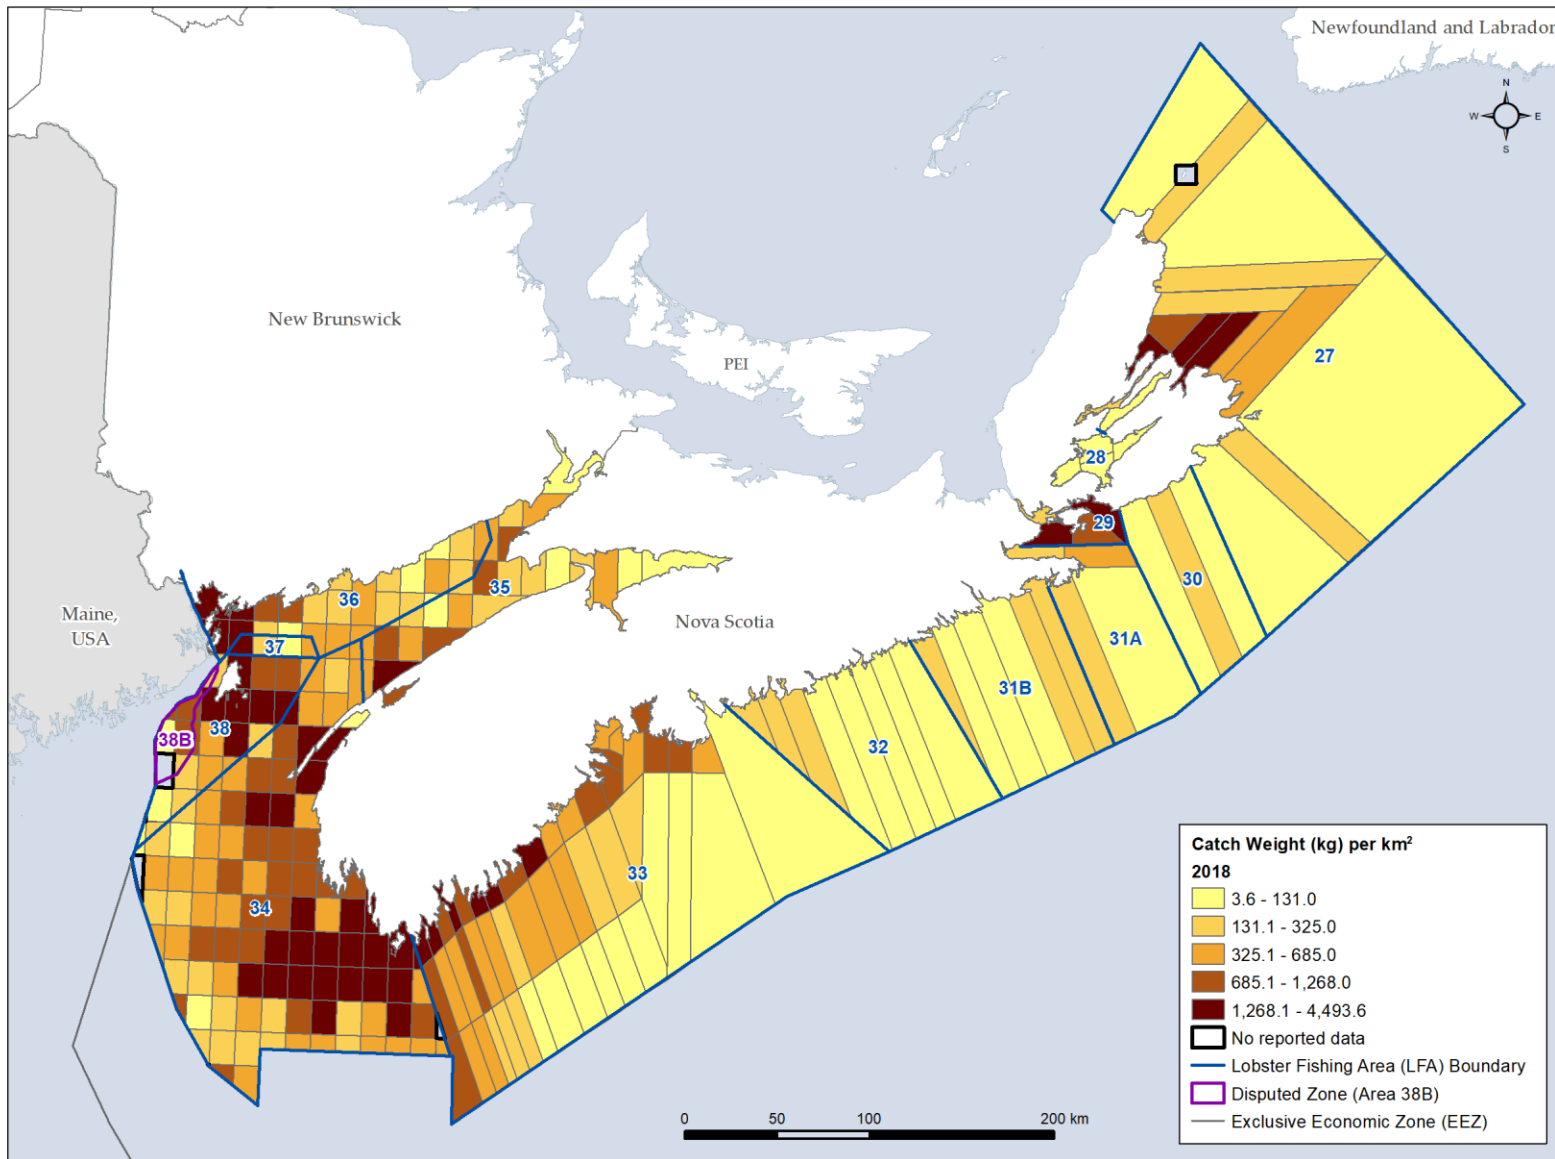 Newfoundland and Labrador
N
W E
S
New Brunswick
PEI
27
28
29
30
31A
31B
Nova Scotia
35
36
Maine,
USA
37
38
38B
32
33
34
Catch Weight (kg) per km²
2018
3.6 - 131.0
131.1 - 325.0
325.1 - 685.0
685.1 - 1,268.0
1,268.1 - 4,493.6
No reported data
Lobster Fishing Area (LFA) Boundary
Disputed Zone (Area 38B)
Exclusive Economic Zone (EEZ)
0 50 100 200 km